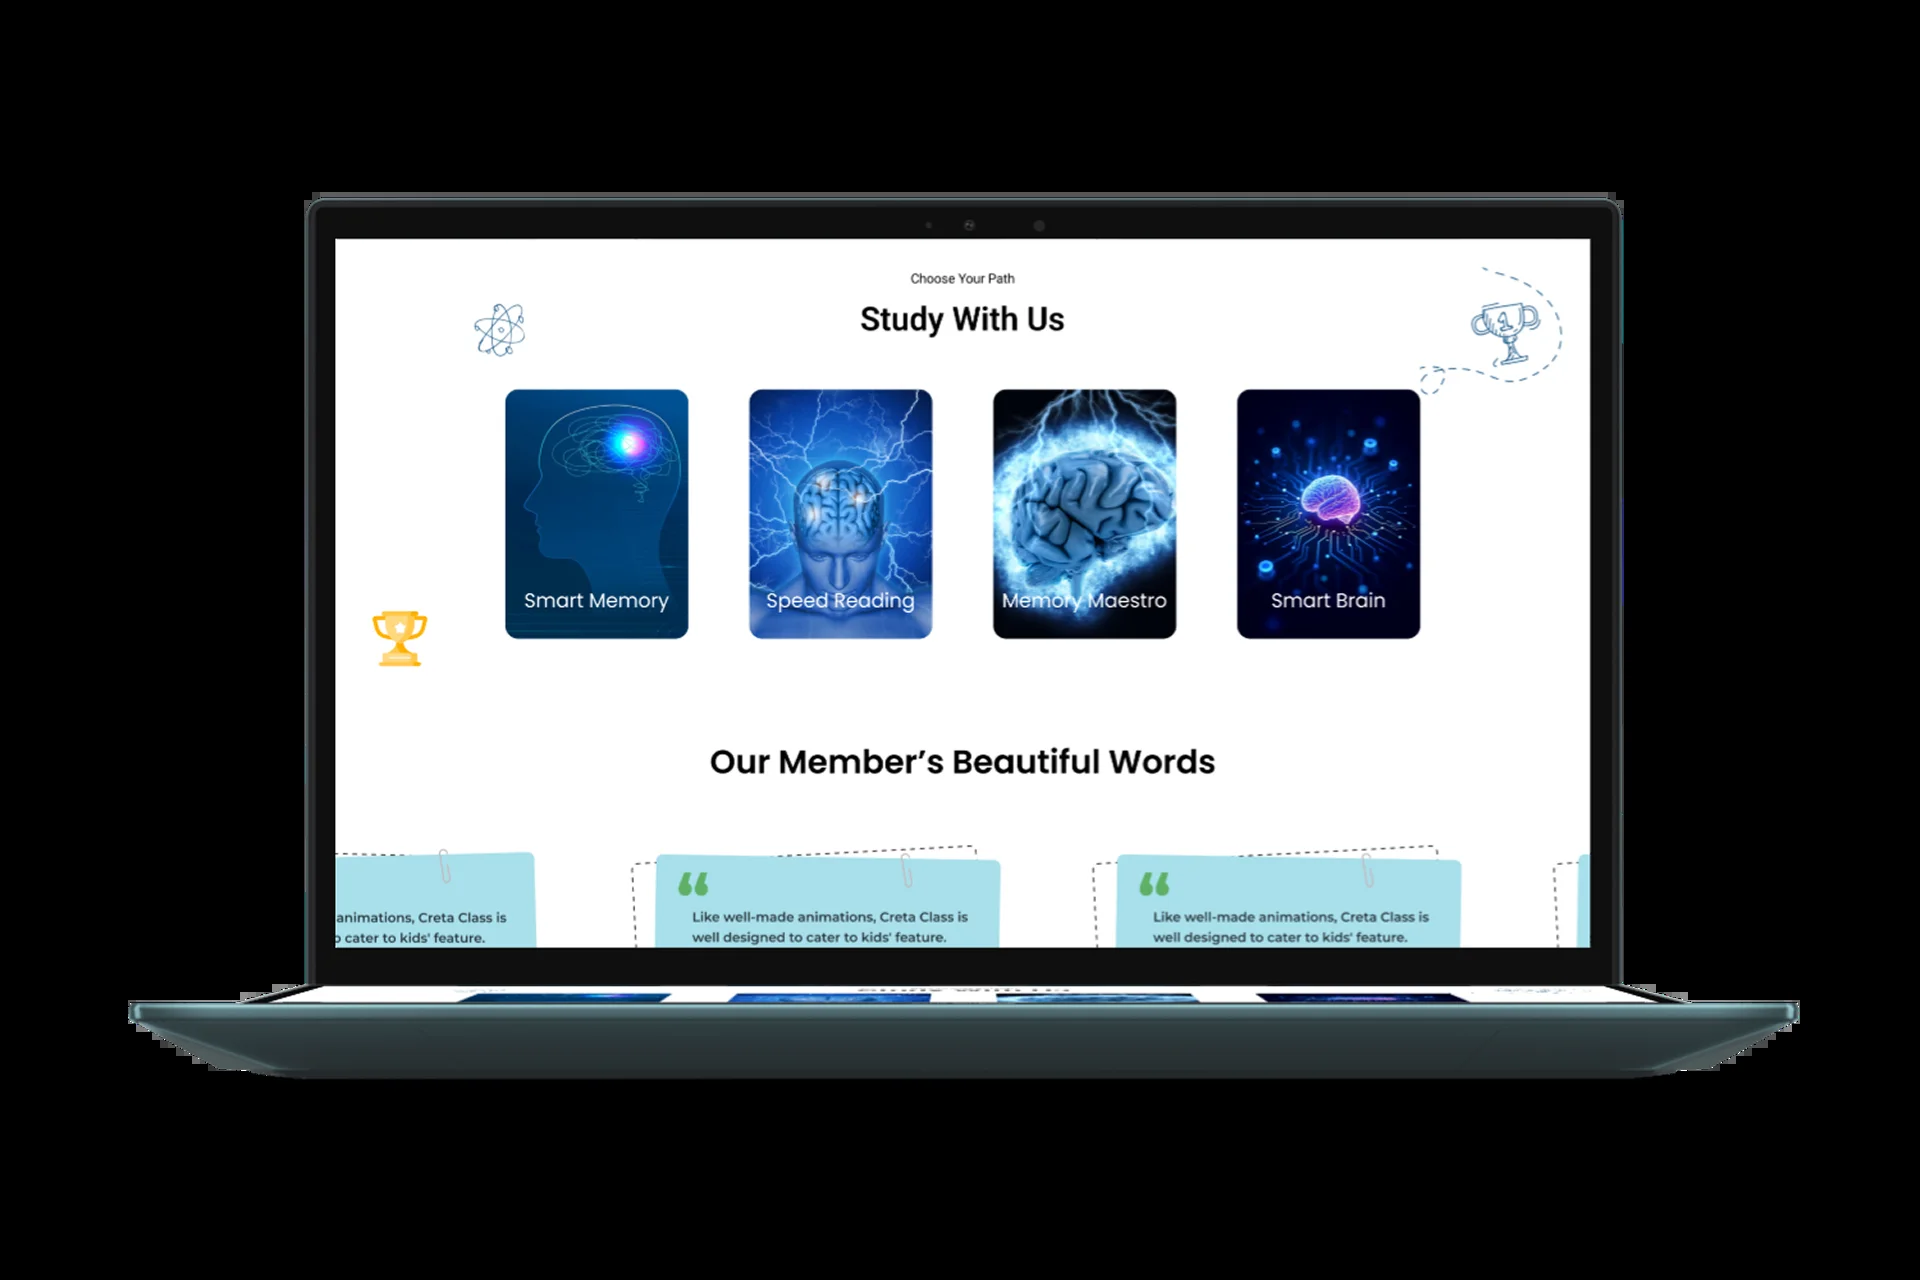 Choose Your Path
Study With Us
1
Smart Memory
Speed Reading
Memory Maestro
Smart Brain
Our Member’s Beautiful Words
animations, Creta Class is
cater to kids' feature.
“
Like well-made animations, Creta Class is
well designed to cater to kids' feature.
“
Like well-made animations, Creta Class is
well designed to cater to kids' feature.